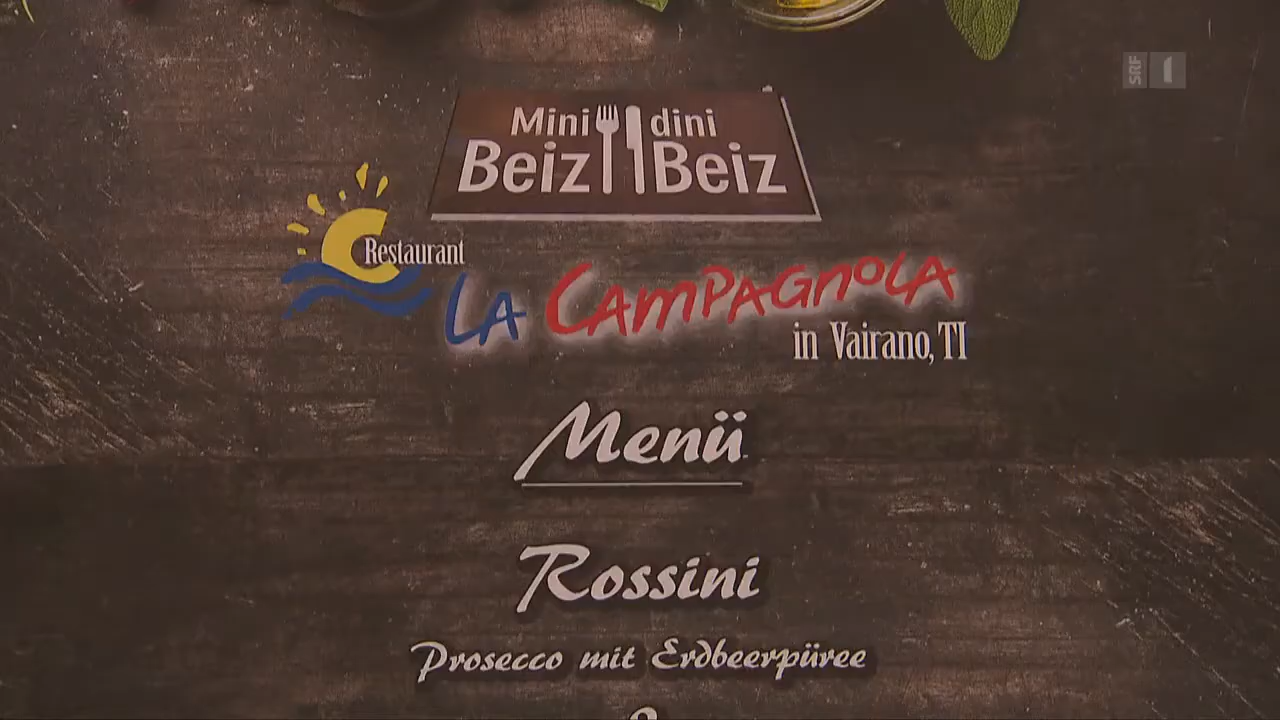 SRF 1
Mini dini
Beiz Beiz
Restaurant
LA CAMPAGNOLA
in Vairano, TI
Menü
Rossini
Prosecco mit Erdbeerpüree